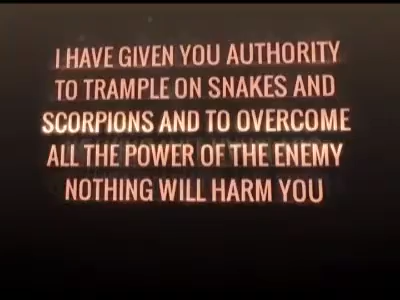 I HAVE GIVEN YOU AUTHORITY
TO TRAMPLE ON SNAKES AND
SCORPIONS AND TO OVERCOME
ALL THE POWER OF THE ENEMY
NOTHING WILL HARM YOU